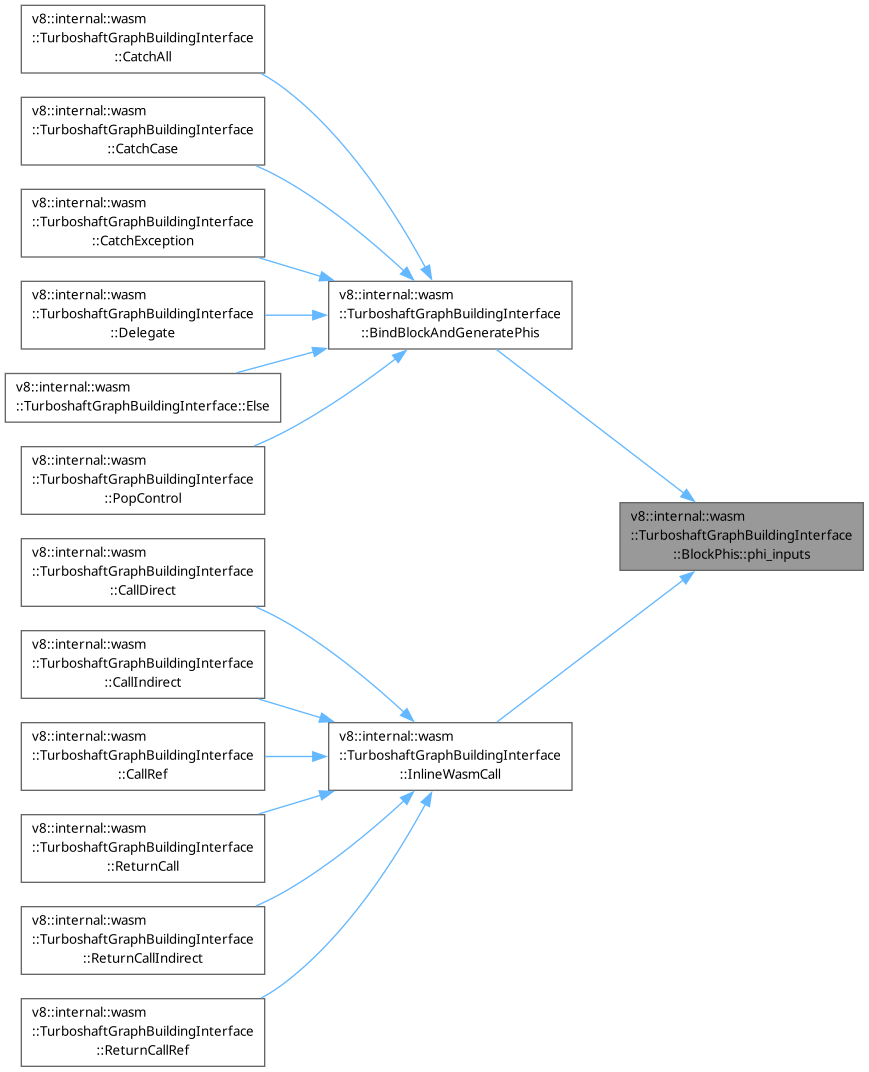 v8::internal::wasm
::TurboshaftGraphBuildingInterface
::CatchAll
v8::internal::wasm
::TurboshaftGraphBuildingInterface
::CatchCase
v8::internal::wasm
::TurboshaftGraphBuildingInterface
::CatchException
v8::internal::wasm
::TurboshaftGraphBuildingInterface
::Delegate
v8::internal::wasm
::TurboshaftGraphBuildingInterface::Else
v8::internal::wasm
::TurboshaftGraphBuildingInterface
::PopControl
v8::internal::wasm
::TurboshaftGraphBuildingInterface
::CallDirect
v8::internal::wasm
::TurboshaftGraphBuildingInterface
::CallIndirect
v8::internal::wasm
::TurboshaftGraphBuildingInterface
::CallRef
v8::internal::wasm
::TurboshaftGraphBuildingInterface
::ReturnCall
v8::internal::wasm
::TurboshaftGraphBuildingInterface
::ReturnCallIndirect
v8::internal::wasm
::TurboshaftGraphBuildingInterface
::ReturnCallRef
v8::internal::wasm
::TurboshaftGraphBuildingInterface
::BindBlockAndGeneratePhis
v8::internal::wasm
::TurboshaftGraphBuildingInterface
::InlineWasmCall
v8::internal::wasm
::TurboshaftGraphBuildingInterface
::BlockPhis::phi_inputs